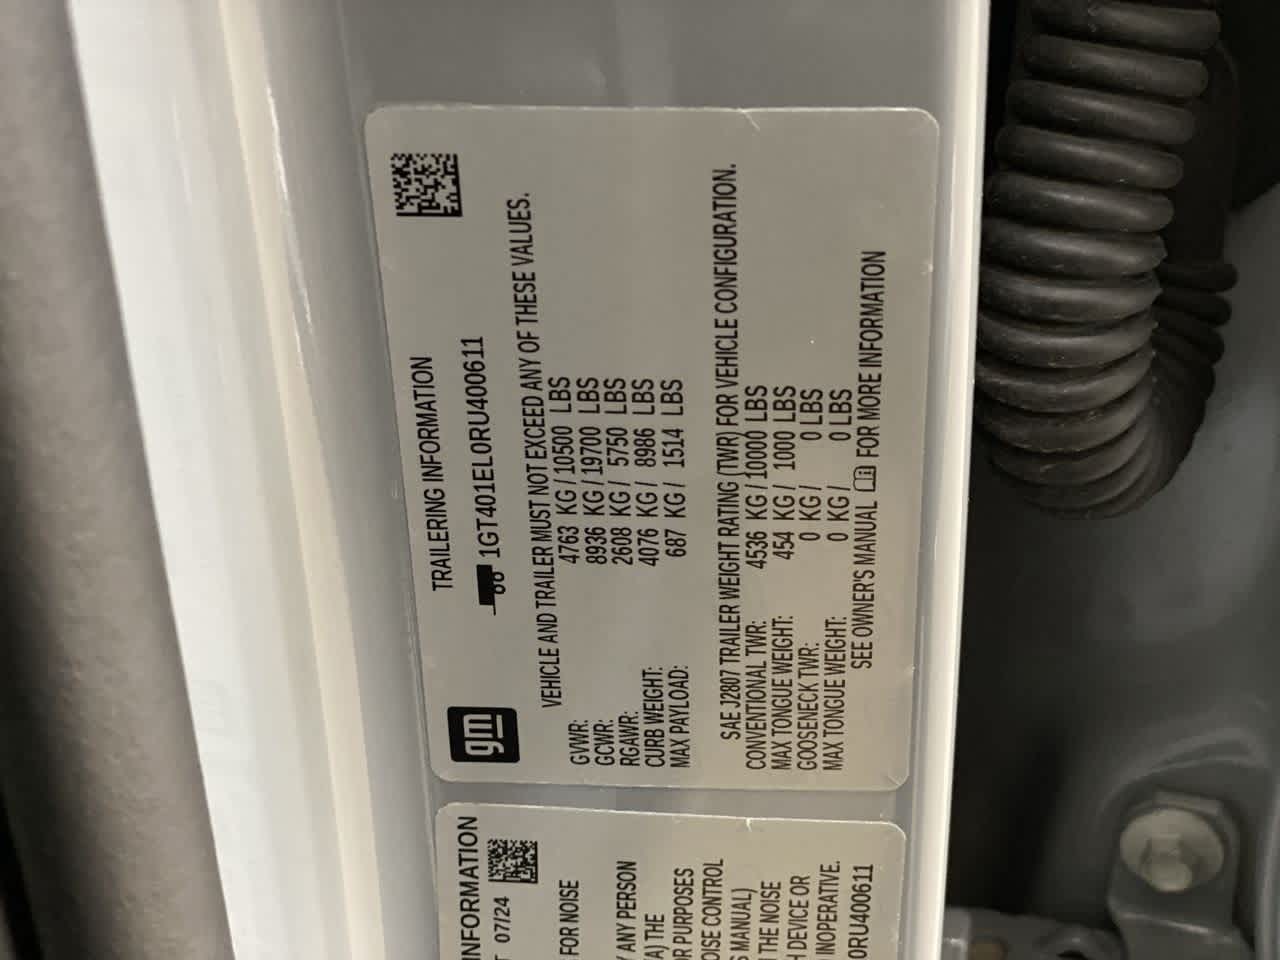 gm
TRAILERING INFORMATION
1GT401EL0RU400611
VEHICLE AND TRAILER MUST NOT EXCEED ANY OF THESE VALUES.
GVWR: 4763 KG / 10500 LBS
GCWR: 8936 KG / 19700 LBS
RGAWR: 2608 KG / 5750 LBS
CURB WEIGHT: 4076 KG / 8986 LBS
MAX PAYLOAD: 687 KG / 1514 LBS
SAE J2807 TRAILER WEIGHT RATING (TWR) FOR VEHICLE CONFIGURATION.
CONVENTIONAL TWR: 4536 KG / 10000 LBS
MAX TONGUE WEIGHT: 454 KG / 1000 LBS
GOOSENECK TWR: 0 KG / 0 LBS
MAX TONGUE WEIGHT: 0 KG / 0 LBS
SEE OWNER'S MANUAL FOR MORE INFORMATION
INFORMATION
07/24
FOR NOISE
ANY PERSON
(A) THE
PURPOSES
NOISE CONTROL
MANUAL)
THE NOISE
DEVICE OR
INOPERATIVE.
0RU400611